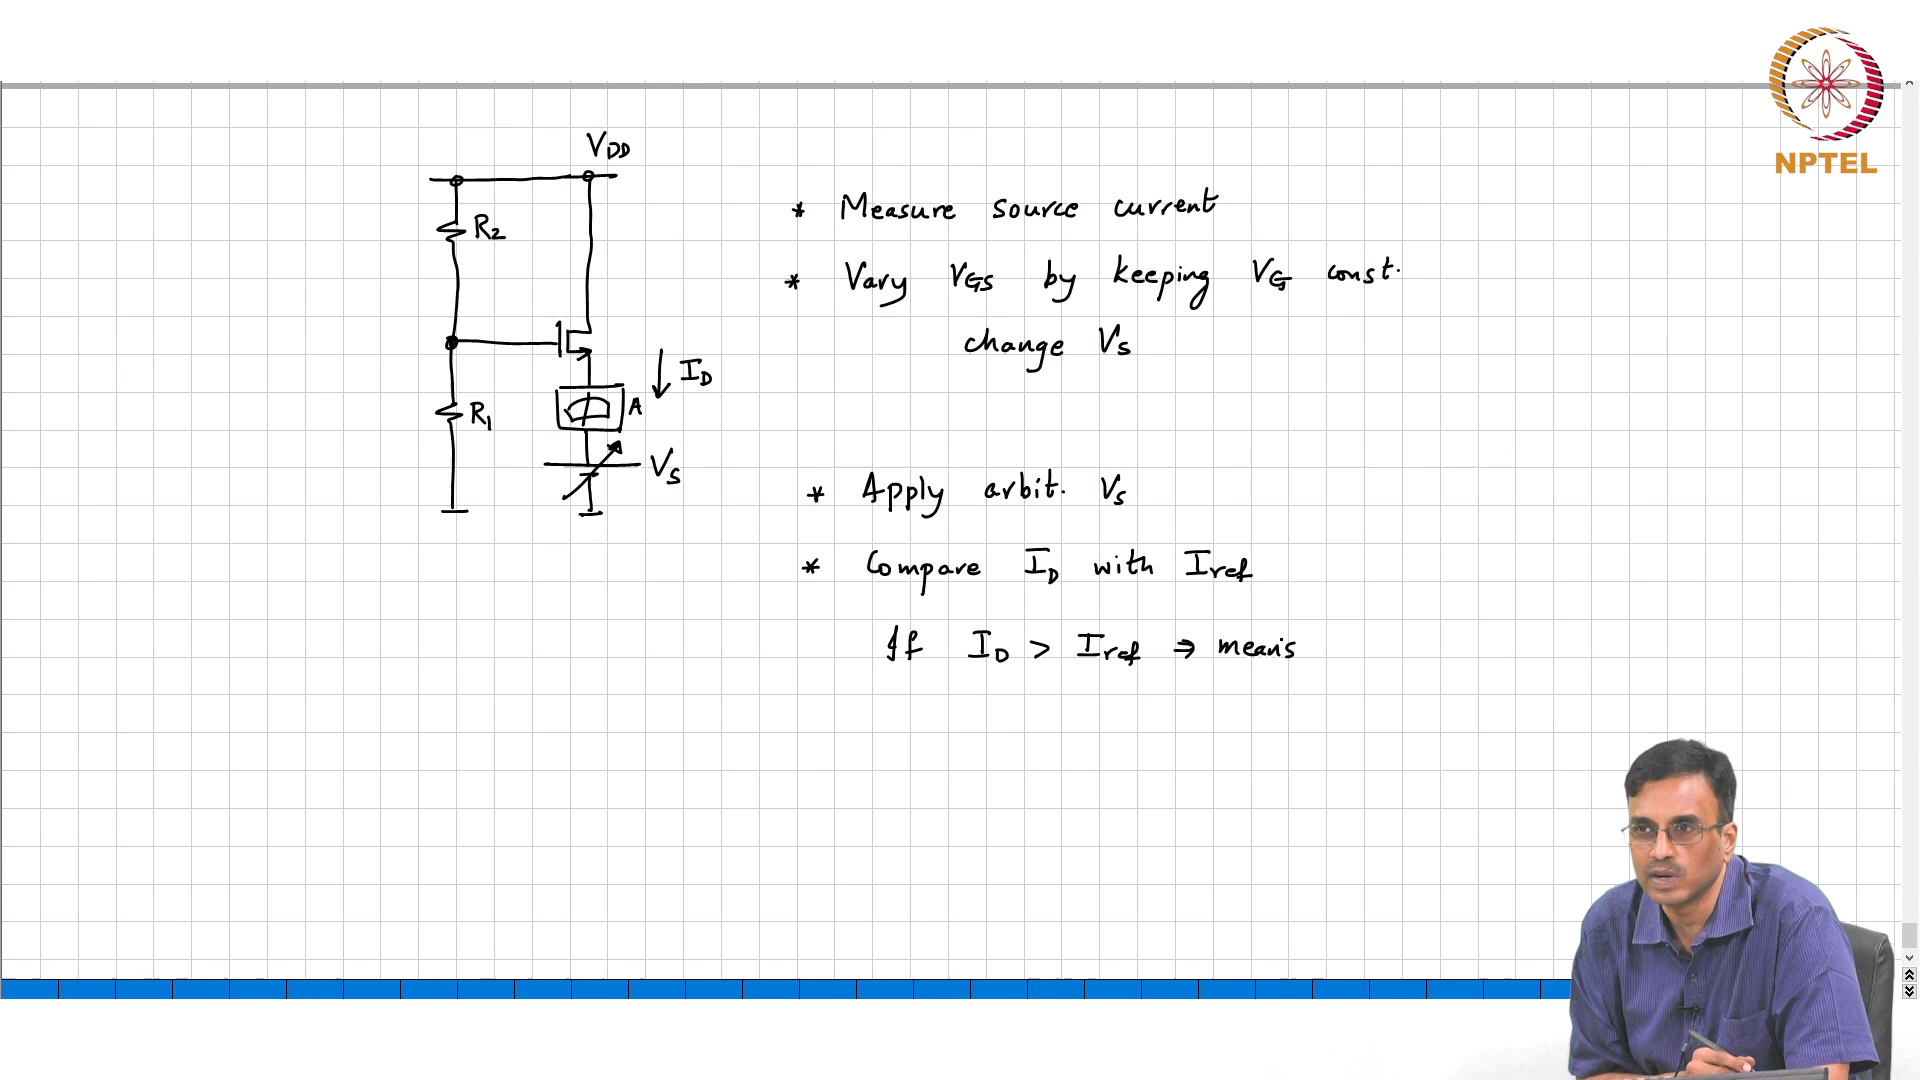 NPTEL
VDD
R2
* Measure source current
* Vary VGS by keeping VG const.
change VS
ID
R1
A
VS
* Apply arbit. VS
* Compare ID with Iref
If ID > Iref ⇒ means